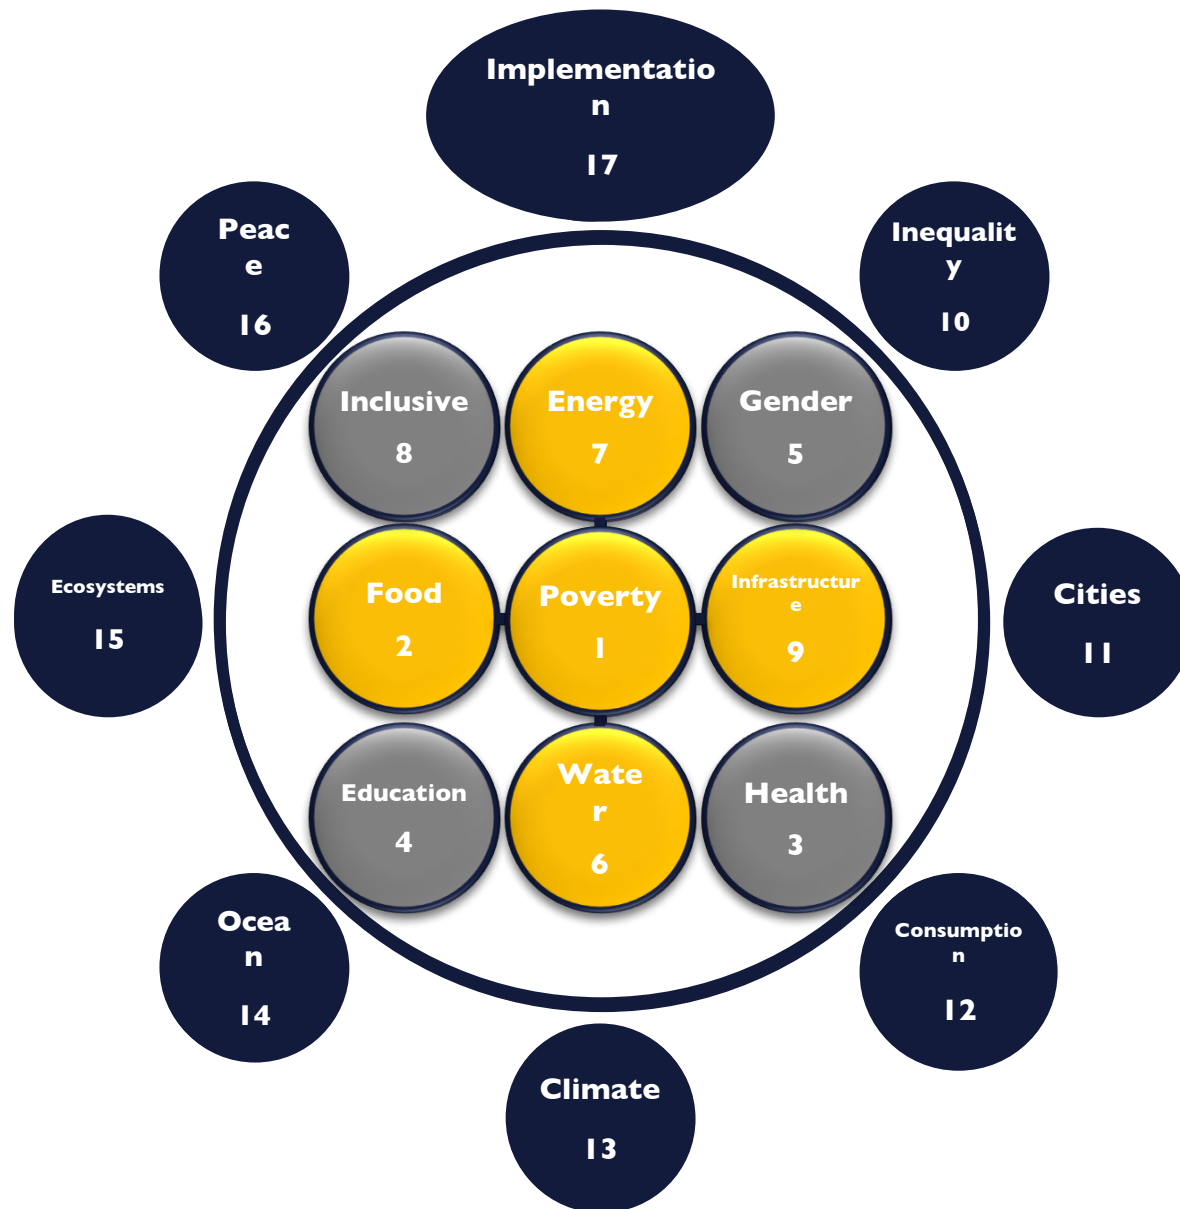 Implementatio
n
17
Peac
e
16
Inequalit
y
10
Inclusive
8
Energy
7
Gender
5
Ecosystems
15
Food
2
Poverty
1
Infrastructur
e
9
Cities
11
Education
4
Wate
r
6
Health
3
Ocea
n
14
Consumptio
n
12
Climate
13